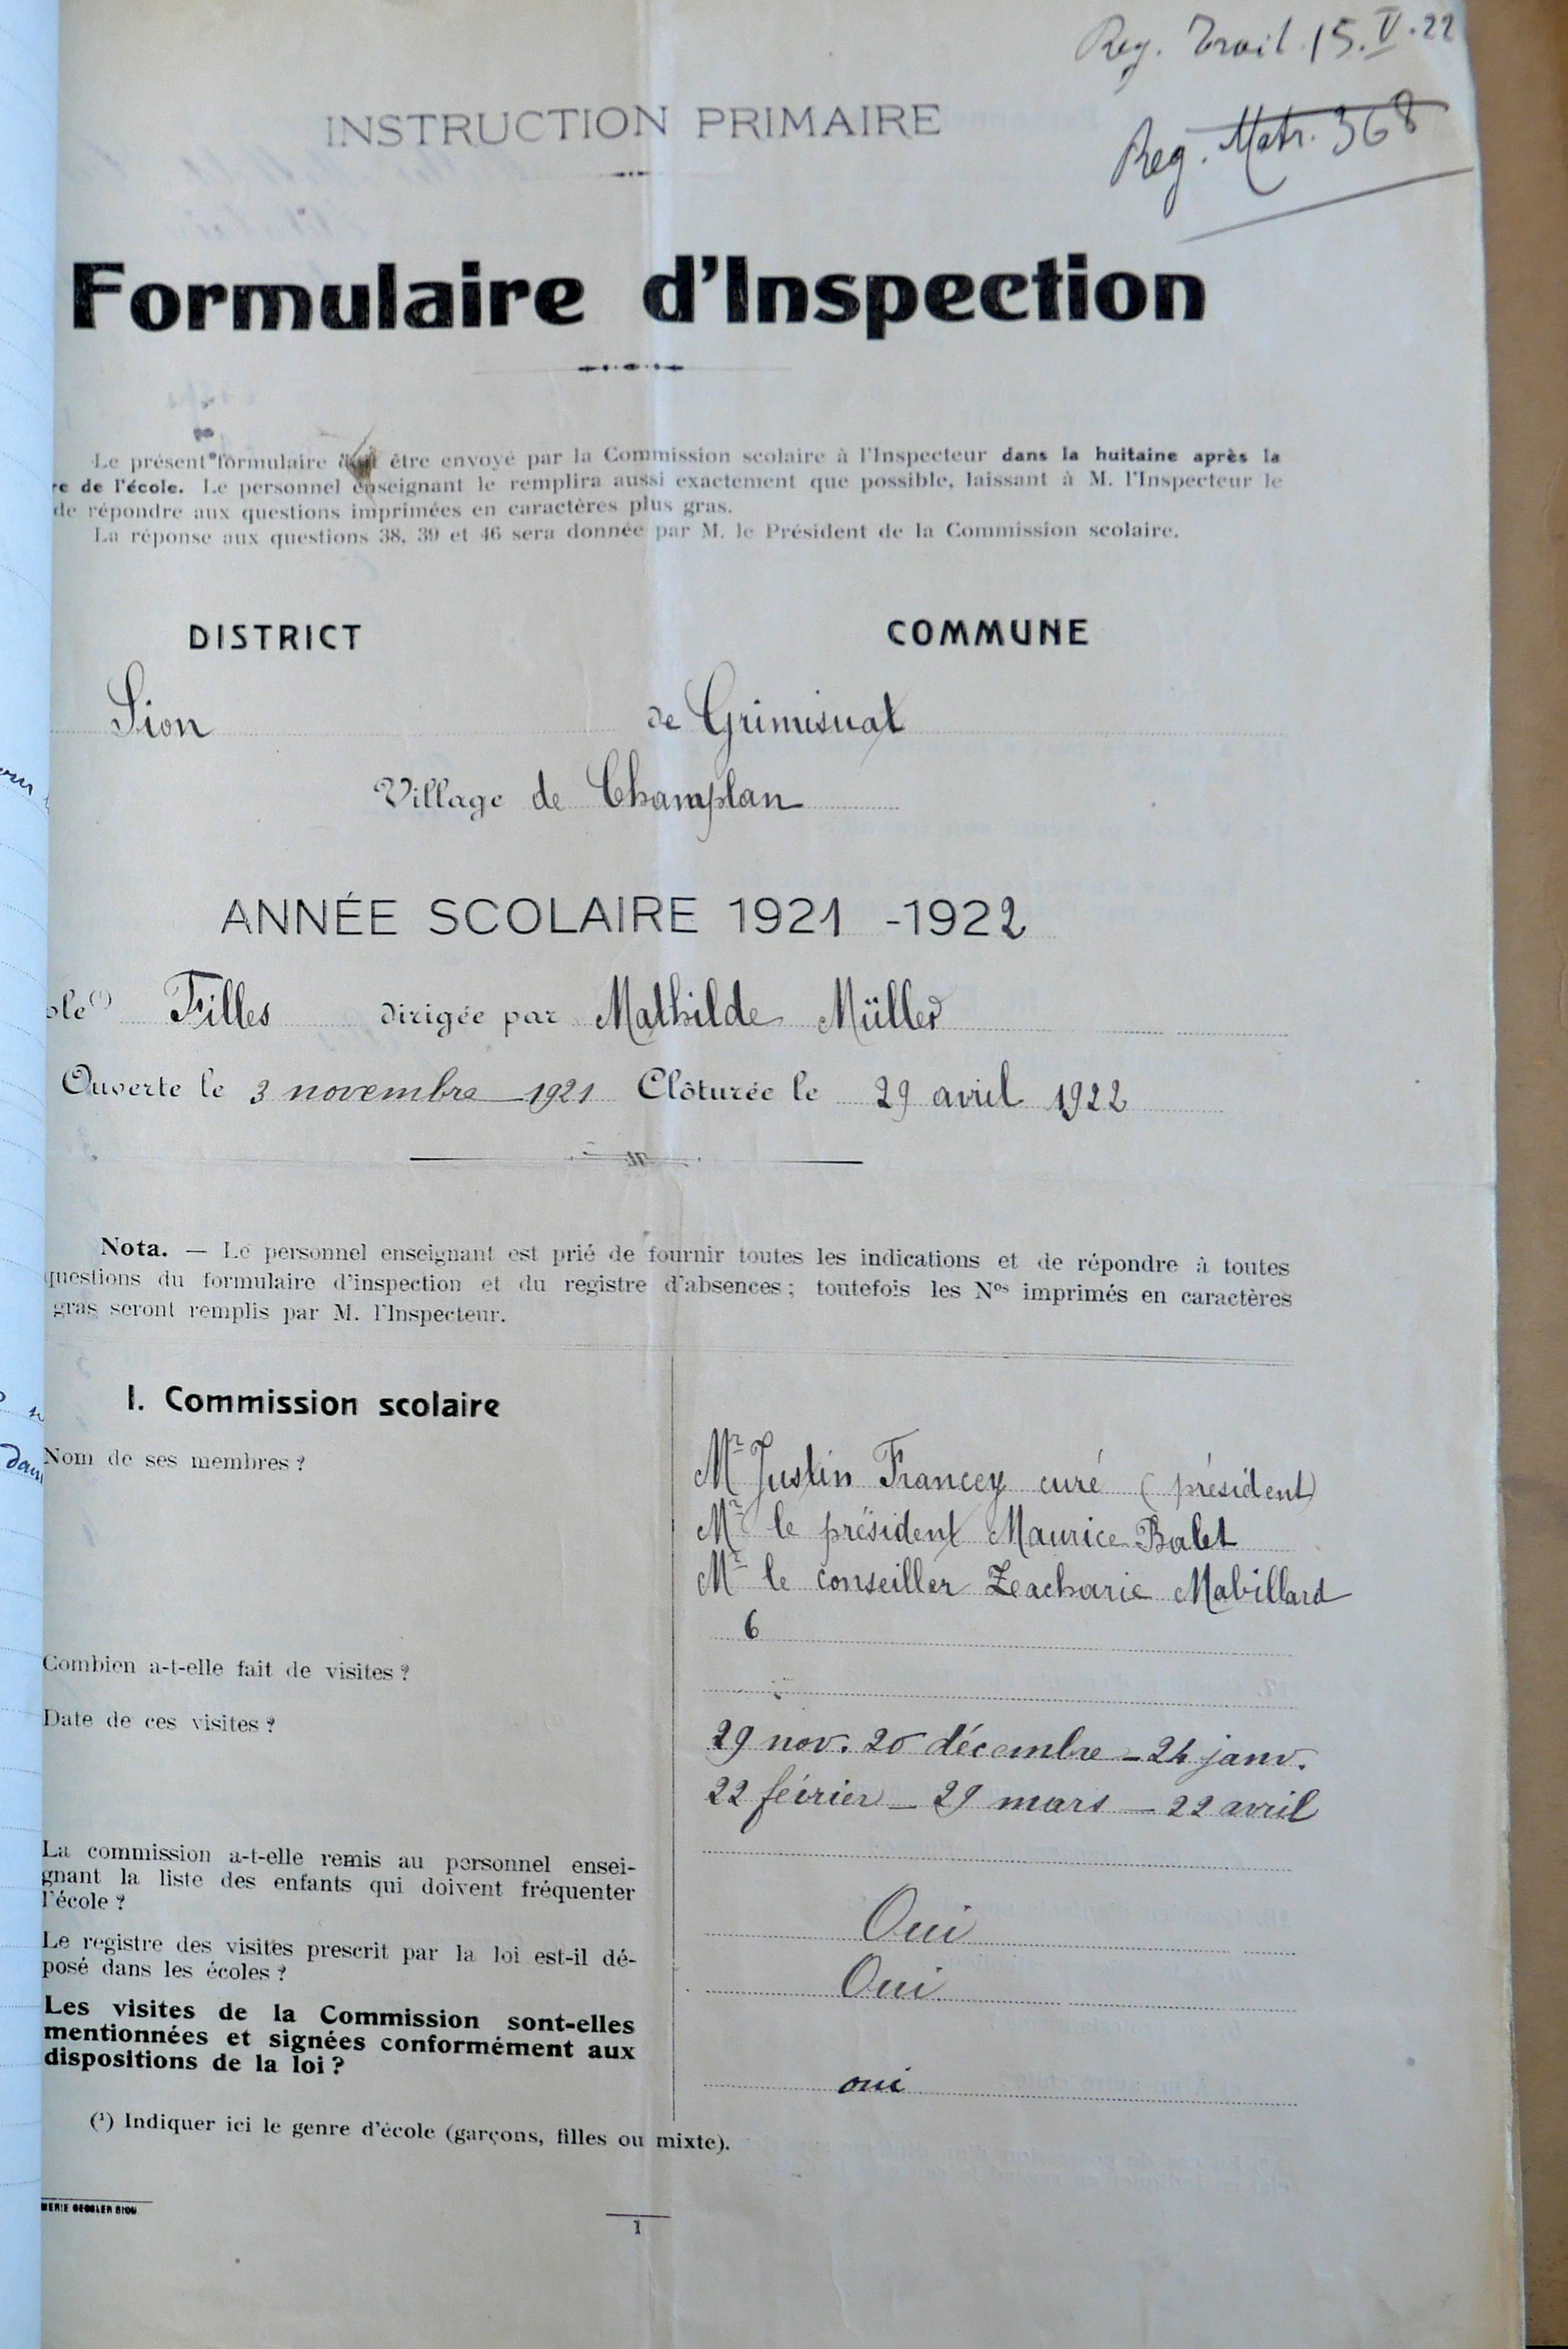 Reg. Trait. 15.V.22
Reg. Matr. 368
INSTRUCTION PRIMAIRE
Formulaire d'Inspection
Le présent formulaire doit être envoyé par la Commission scolaire à l'Inspecteur dans la huitaine après la
re de l'école. Le personnel enseignant le remplira aussi exactement que possible, laissant à M. l'Inspecteur le
de répondre aux questions imprimées en caractères plus gras.
La réponse aux questions 38, 39 et 46 sera donnée par M. le Président de la Commission scolaire.
DISTRICT COMMUNE
Sion de Grimisuat
Village de Champlan
ANNÉE SCOLAIRE 1921 -1922
ole (1) Filles dirigée par Mathilde Müller
Ouverte le 3 novembre 1921 Clôturée le 29 avril 1922
Nota. — Le personnel enseignant est prié de fournir toutes les indications et de répondre à toutes
questions du formulaire d'inspection et du registre d'absences ; toutefois les Nos imprimés en caractères
gras seront remplis par M. l'Inspecteur.
I. Commission scolaire
Nom de ses membres ?
Mr Justin Francey curé (président)
Mr le président Maurice Balet
Mr le conseiller Zeacharie Mabillard
6
Combien a-t-elle fait de visites ?
Date de ces visites ?
29 nov. 20 décembre – 24 janv.
22 février – 29 mars – 22 avril
La commission a-t-elle remis au personnel ensei-
gnant la liste des enfants qui doivent fréquenter
l'école ?
Oui
Le registre des visites prescrit par la loi est-il dé-
posé dans les écoles ?
Oui
Les visites de la Commission sont-elles
mentionnées et signées conformément aux
dispositions de la loi ?
oui
(¹) Indiquer ici le genre d'école (garçons, filles ou mixte).
MERIE GESSLER SION
1